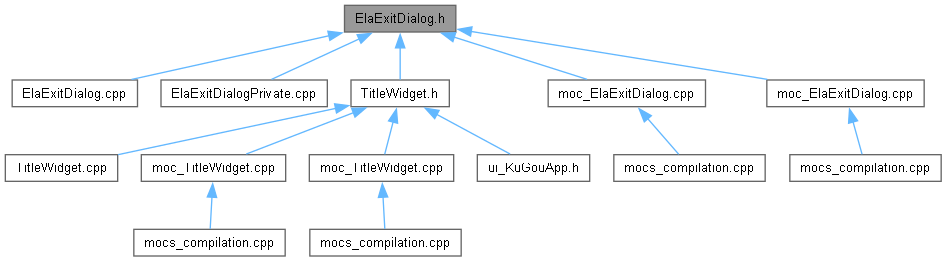 ElaExitDialog.h
ElaExitDialog.cpp
ElaExitDialogPrivate.cpp
TitleWidget.h
moc_ElaExitDialog.cpp
moc_ElaExitDialog.cpp
TitleWidget.cpp
moc_TitleWidget.cpp
moc_TitleWidget.cpp
ui_KuGouApp.h
mocs_compilation.cpp
mocs_compilation.cpp
mocs_compilation.cpp
mocs_compilation.cpp